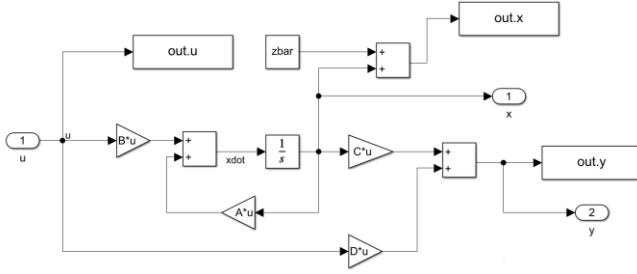 out.x
out.u
zbar
+
+
1
x
1
u
u
B*u
+
+
xdot
1
s
C*u
+
+
out.y
A*u
2
y
D*u